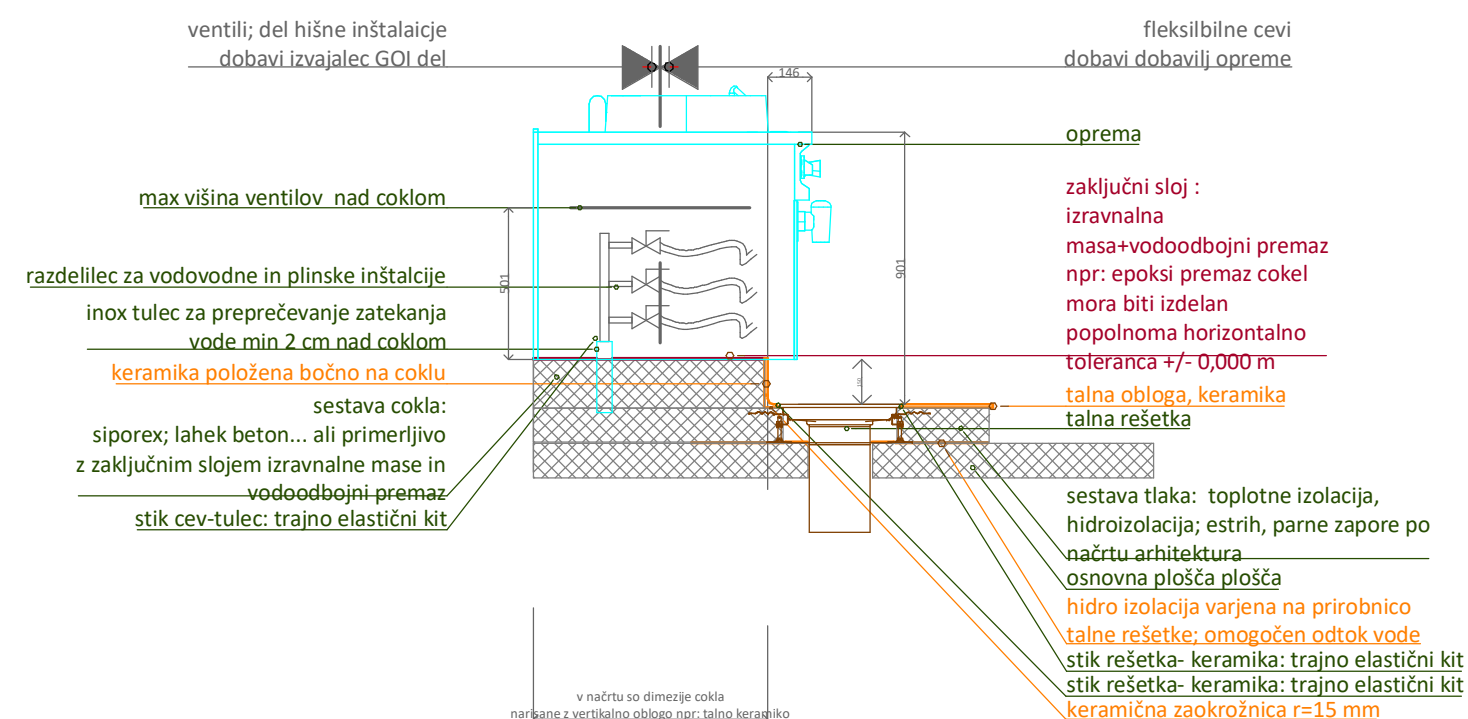 ventili; del hišne inštalaicje
dobavi izvajalec GOI del
fleksilbilne cevi
dobavi dobavilj opreme
146
oprema
max višina ventilov nad coklom
zaključni sloj :
izravnalna
masa+vodoodbojni premaz
npr: epoksi premaz cokel
mora biti izdelan
popolnoma horizontalno
toleranca +/- 0,000 m
501
901
razdelilec za vodovodne in plinske inštalcije
inox tulec za preprečevanje zatekanja
vode min 2 cm nad coklom
keramika položena bočno na coklu
sestava cokla:
siporex; lahek beton... ali primerljivo
z zaključnim slojem izravnalne mase in
vodoodbojni premaz
stik cev-tulec: trajno elastični kit
talna obloga, keramika
talna rešetka
sestava tlaka: toplotne izolacija,
hidroizolacija; estrih, parne zapore po
načrtu arhitektura
osnovna plošča plošča
hidro izolacija varjena na prirobnico
talne rešetke; omogočen odtok vode
stik rešetka- keramika: trajno elastični kit
stik rešetka- keramika: trajno elastični kit
keramična zaokrožnica r=15 mm
v načrtu so dimezije cokla
narisane z vertikalno oblogo npr: talno keramiko